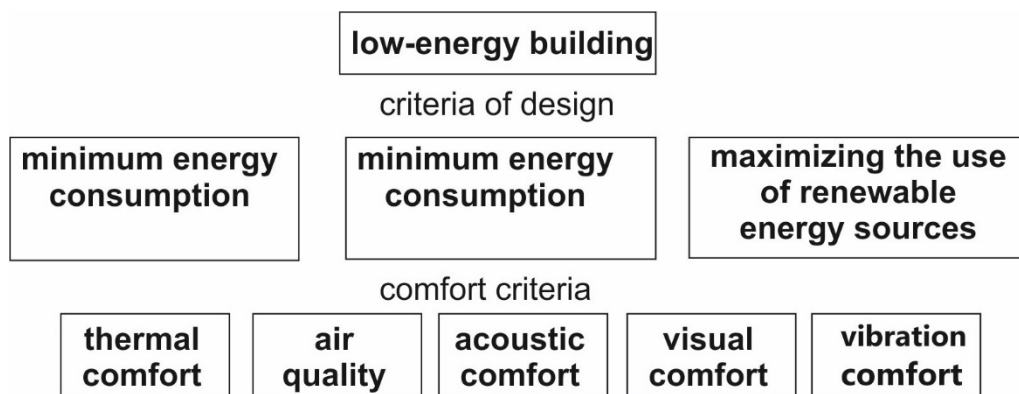 low-energy building
criteria of design
minimum energy
consumption
minimum energy
consumption
maximizing the use
of renewable
energy sources
comfort criteria
thermal
comfort
air
quality
acoustic
comfort
visual
comfort
vibration
comfort